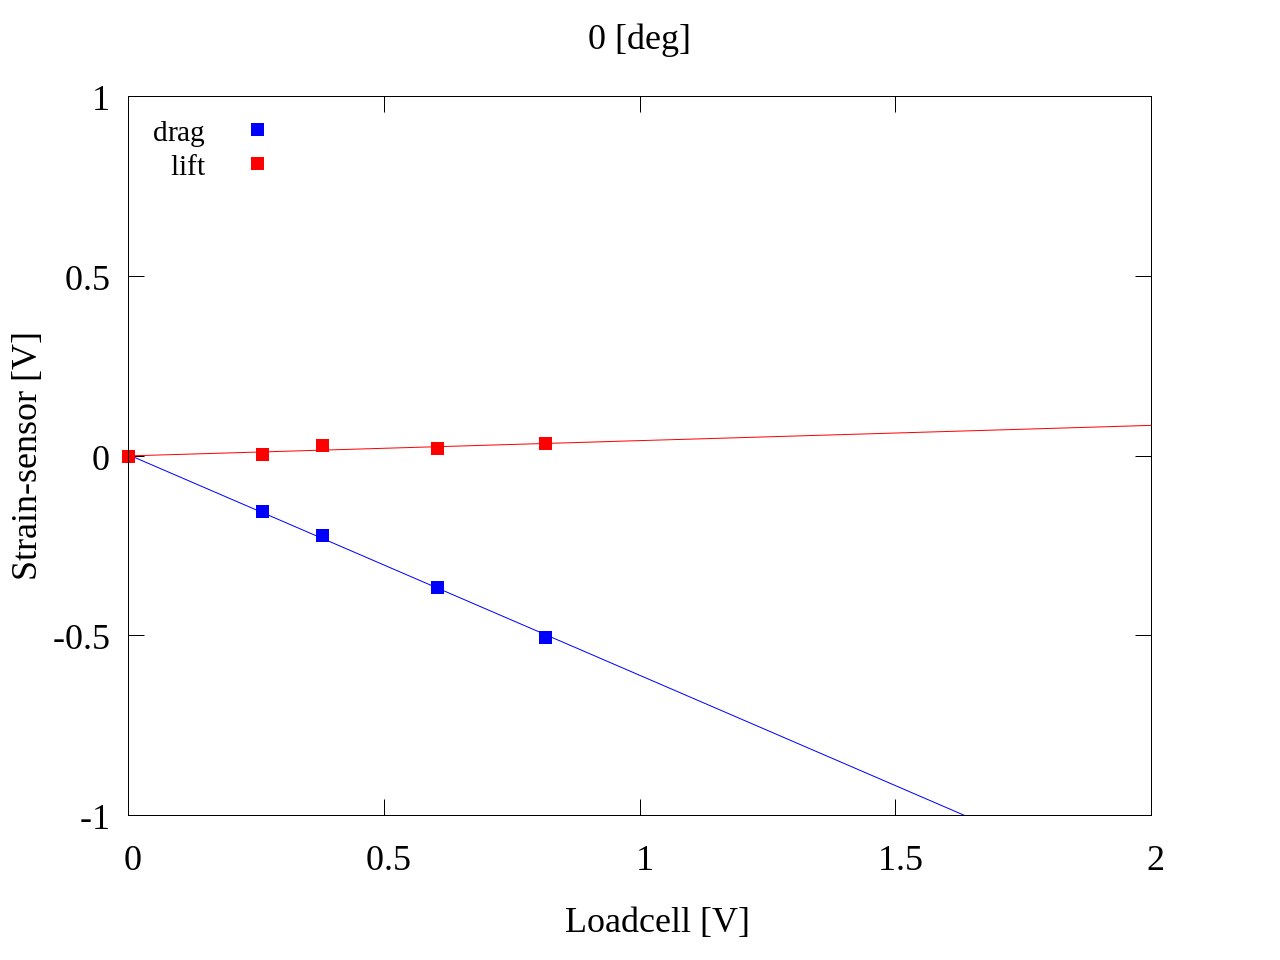 0 [deg]
drag
lift
1
0.5
0
-0.5
-1
Strain-sensor [V]
0 0.5 1 1.5 2
Loadcell [V]